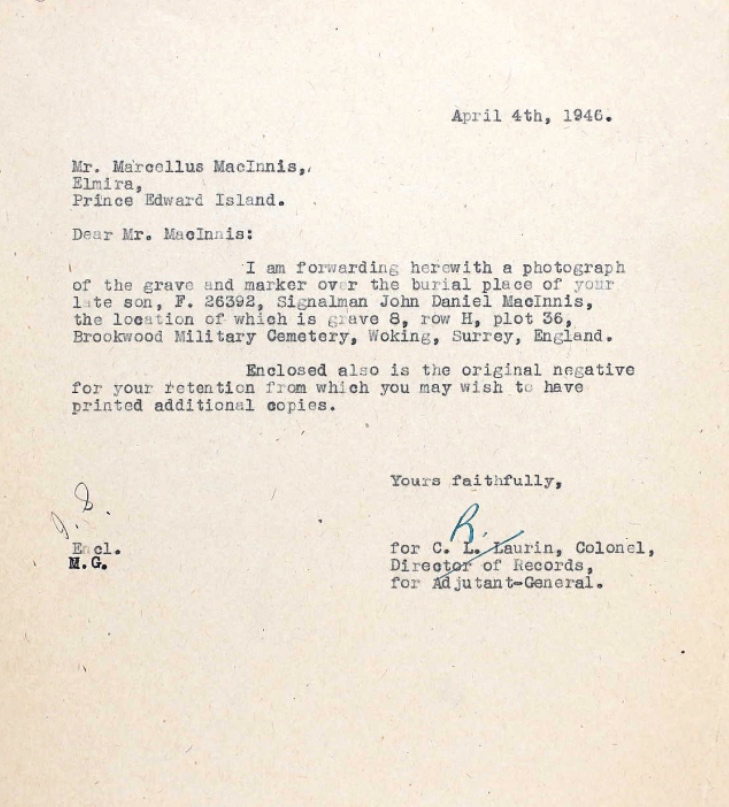 April 4th, 1946.
Mr. Marcellus MacInnis,
Elmira,
Prince Edward Island.
Dear Mr. MacInnis:
I am forwarding herewith a photograph
of the grave and marker over the burial place of your
late son, F. 26392, Signalman John Daniel MacInnis,
the location of which is grave 8, row H, plot 36,
Brookwood Military Cemetery, Woking, Surrey, England.
Enclosed also is the original negative
for your retention from which you may wish to have
printed additional copies.
Yours faithfully,
Encl.
M.G.
for C. L. Laurin, Colonel,
Director of Records,
for Adjutant-General.